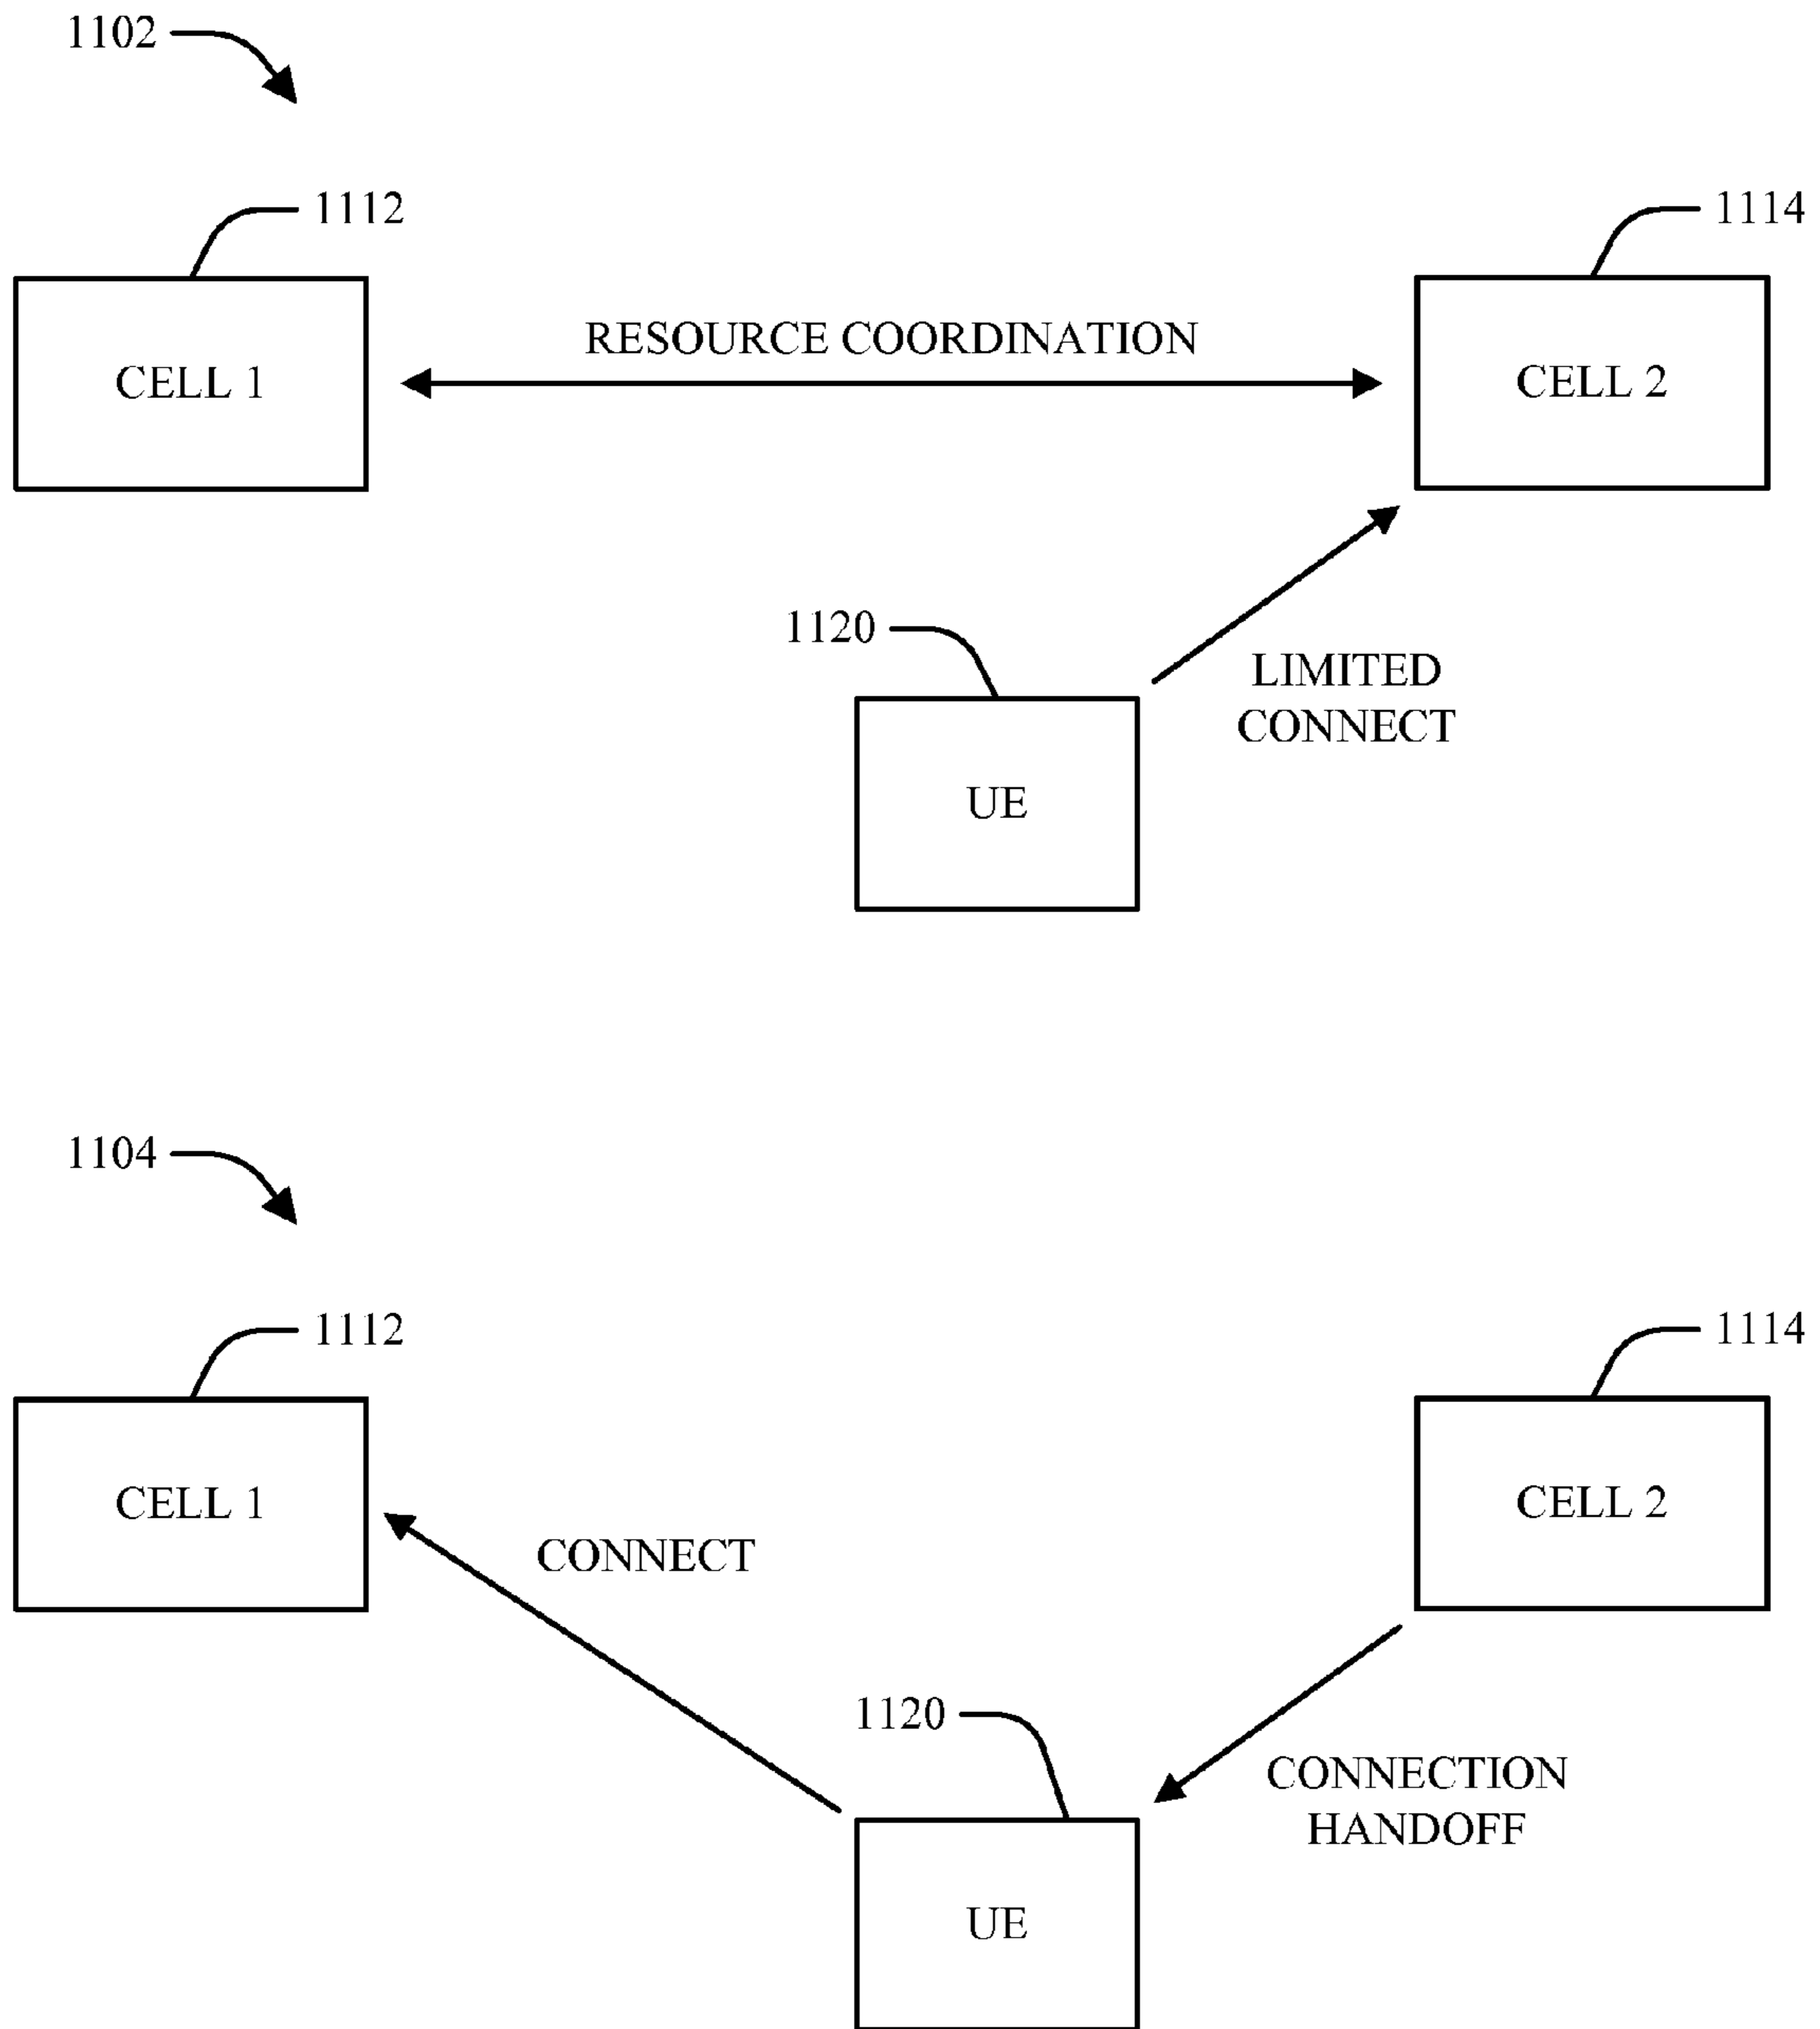 1102
1112
1114
RESOURCE COORDINATION
CELL 1
CELL 2
1120
LIMITED
CONNECT
UE
1104
1112
1114
CELL 1
CELL 2
CONNECT
1120
CONNECTION
HANDOFF
UE